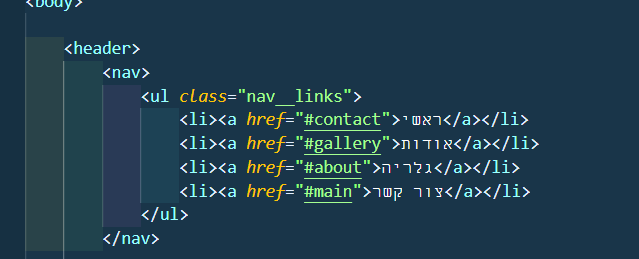 <body>
<header>
<nav>
<ul class="nav__links">
<li><a href="#contact">ראשי</a></li>
<li><a href="#gallery">אודות</a></li>
<li><a href="#about">גלריה</a></li>
<li><a href="#main">צור קשר</a></li>
</ul>
</nav>